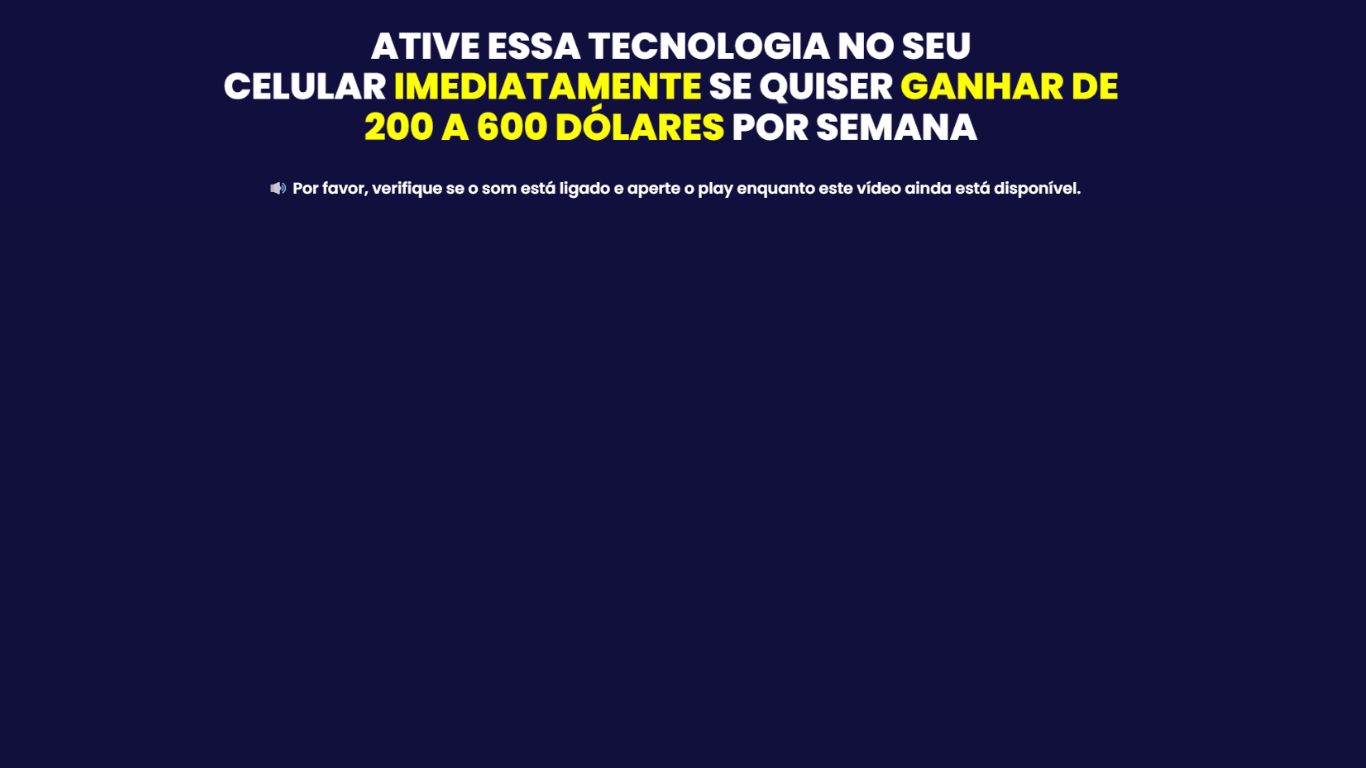 ATIVE ESSA TECNOLOGIA NO SEU
CELULAR IMEDIATAMENTE SE QUISER GANHAR DE
200 A 600 DÓLARES POR SEMANA
🔊 Por favor, verifique se o som está ligado e aperte o play enquanto este vídeo ainda está disponível.